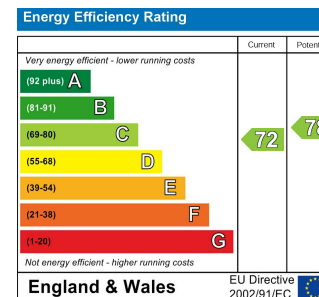 Energy Efficiency Rating
Current
Very energy efficient - lower running costs
(92 plus) A
(81-91) B
(69-80) C
72
(55-68) D
(39-54) E
(21-38) F
(1-20) G
Not energy efficient - higher running costs
England & Wales
EU Directive
2002/91/EC